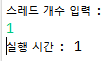 스레드 개수 입력 :
1
실행 시간 : 1